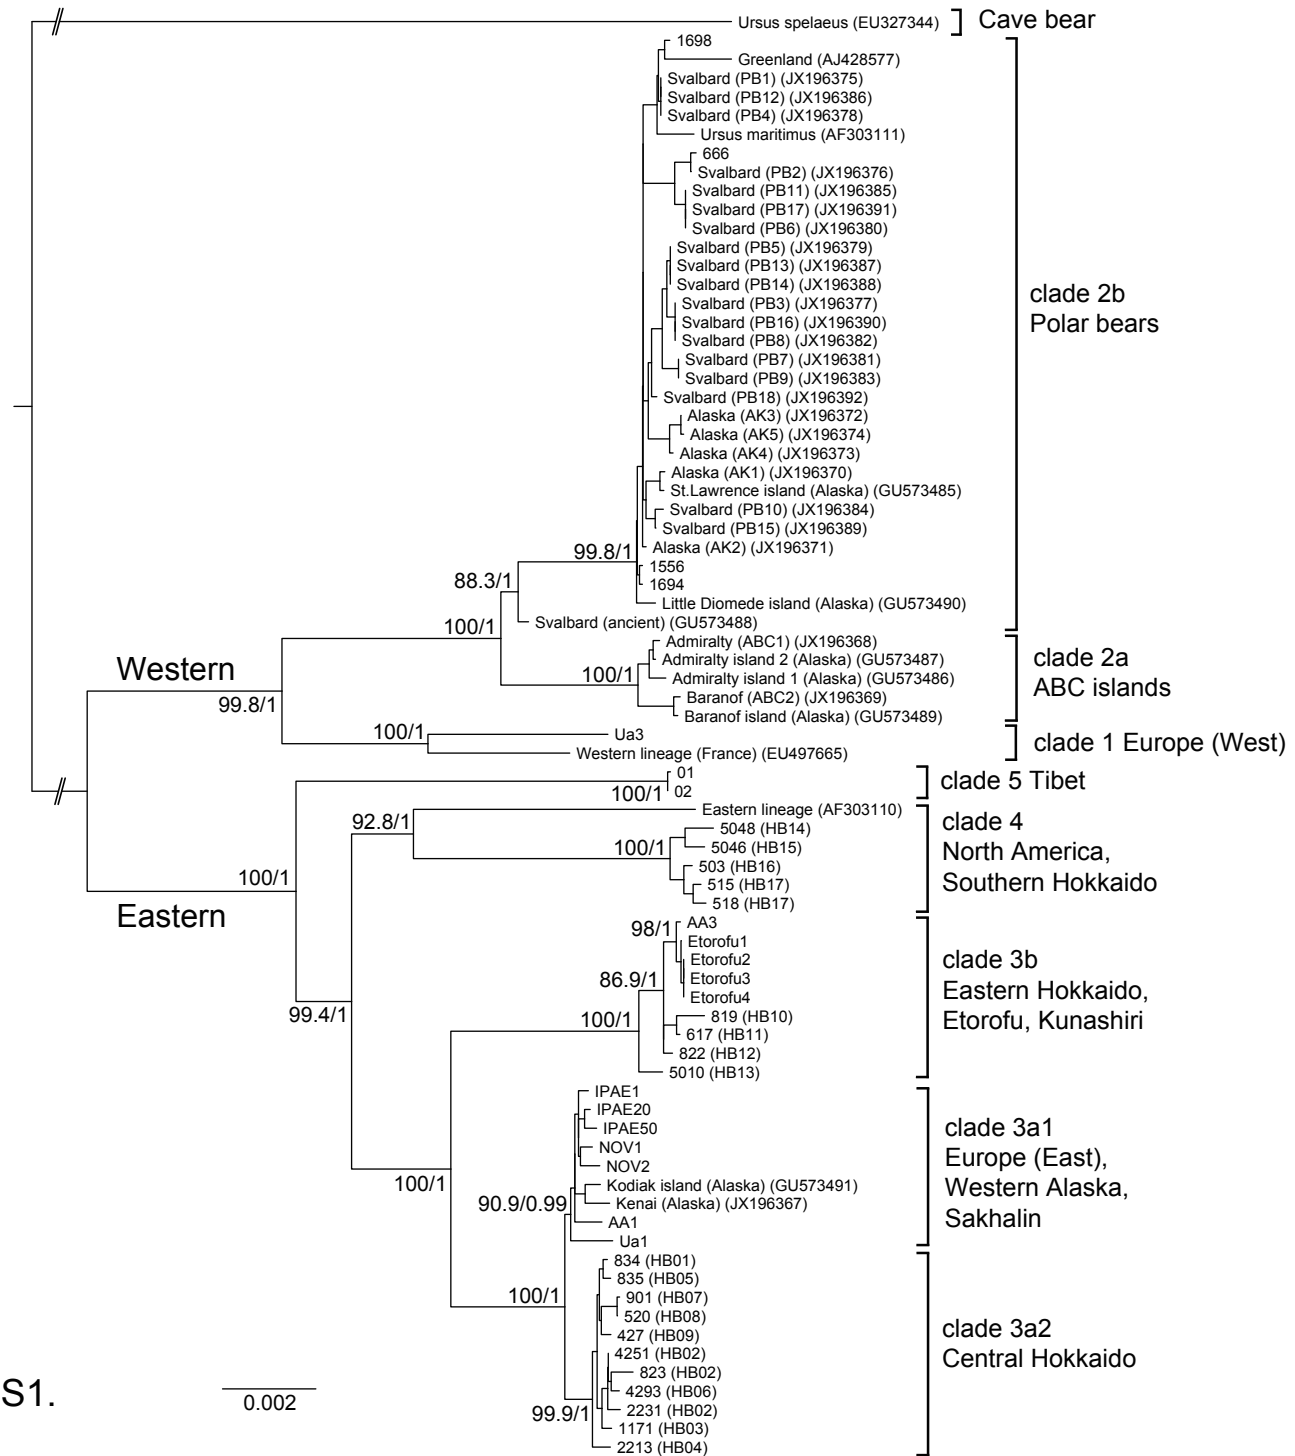 Ursus spelaeus (EU327344)
Cave bear
1698
Greenland (AJ428577)
Svalbard (PB1) (JX196375)
Svalbard (PB12) (JX196386)
Svalbard (PB4) (JX196378)
Ursus maritimus (AF303111)
666
Svalbard (PB2) (JX196376)
Svalbard (PB11) (JX196385)
Svalbard (PB17) (JX196391)
Svalbard (PB6) (JX196380)
Svalbard (PB5) (JX196379)
Svalbard (PB13) (JX196387)
Svalbard (PB14) (JX196388)
Svalbard (PB3) (JX196377)
Svalbard (PB16) (JX196390)
Svalbard (PB8) (JX196382)
Svalbard (PB7) (JX196381)
Svalbard (PB9) (JX196383)
Svalbard (PB18) (JX196392)
Alaska (AK3) (JX196372)
Alaska (AK5) (JX196374)
Alaska (AK4) (JX196373)
Alaska (AK1) (JX196370)
St.Lawrence island (Alaska) (GU573485)
Svalbard (PB10) (JX196384)
Svalbard (PB15) (JX196389)
Alaska (AK2) (JX196371)
1556
1694
Little Diomede island (Alaska) (GU573490)
Svalbard (ancient) (GU573488)
clade 2b
Polar bears
99.8/1
88.3/1
100/1
Admiralty (ABC1) (JX196368)
Admiralty island 2 (Alaska) (GU573487)
Admiralty island 1 (Alaska) (GU573486)
Baranof (ABC2) (JX196369)
Baranof island (Alaska) (GU573489)
100/1
clade 2a
ABC islands
Western
99.8/1
100/1
Ua3
Western lineage (France) (EU497665)
clade 1 Europe (West)
01
02
100/1
clade 5 Tibet
Eastern lineage (AF303110)
5048 (HB14)
5046 (HB15)
503 (HB16)
515 (HB17)
518 (HB17)
92.8/1
100/1
clade 4
North America,
Southern Hokkaido
100/1
Eastern
99.4/1
AA3
Etorofu1
Etorofu2
Etorofu3
Etorofu4
819 (HB10)
617 (HB11)
822 (HB12)
5010 (HB13)
98/1
86.9/1
100/1
clade 3b
Eastern Hokkaido,
Etorofu, Kunashiri
100/1
IPAE1
IPAE20
IPAE50
NOV1
NOV2
Kodiak island (Alaska) (GU573491)
Kenai (Alaska) (JX196367)
AA1
Ua1
90.9/0.99
clade 3a1
Europe (East),
Western Alaska,
Sakhalin
100/1
834 (HB01)
835 (HB05)
901 (HB07)
520 (HB08)
427 (HB09)
4251 (HB02)
823 (HB02)
4293 (HB06)
2231 (HB02)
1171 (HB03)
2213 (HB04)
99.9/1
clade 3a2
Central Hokkaido
S1.
0.002